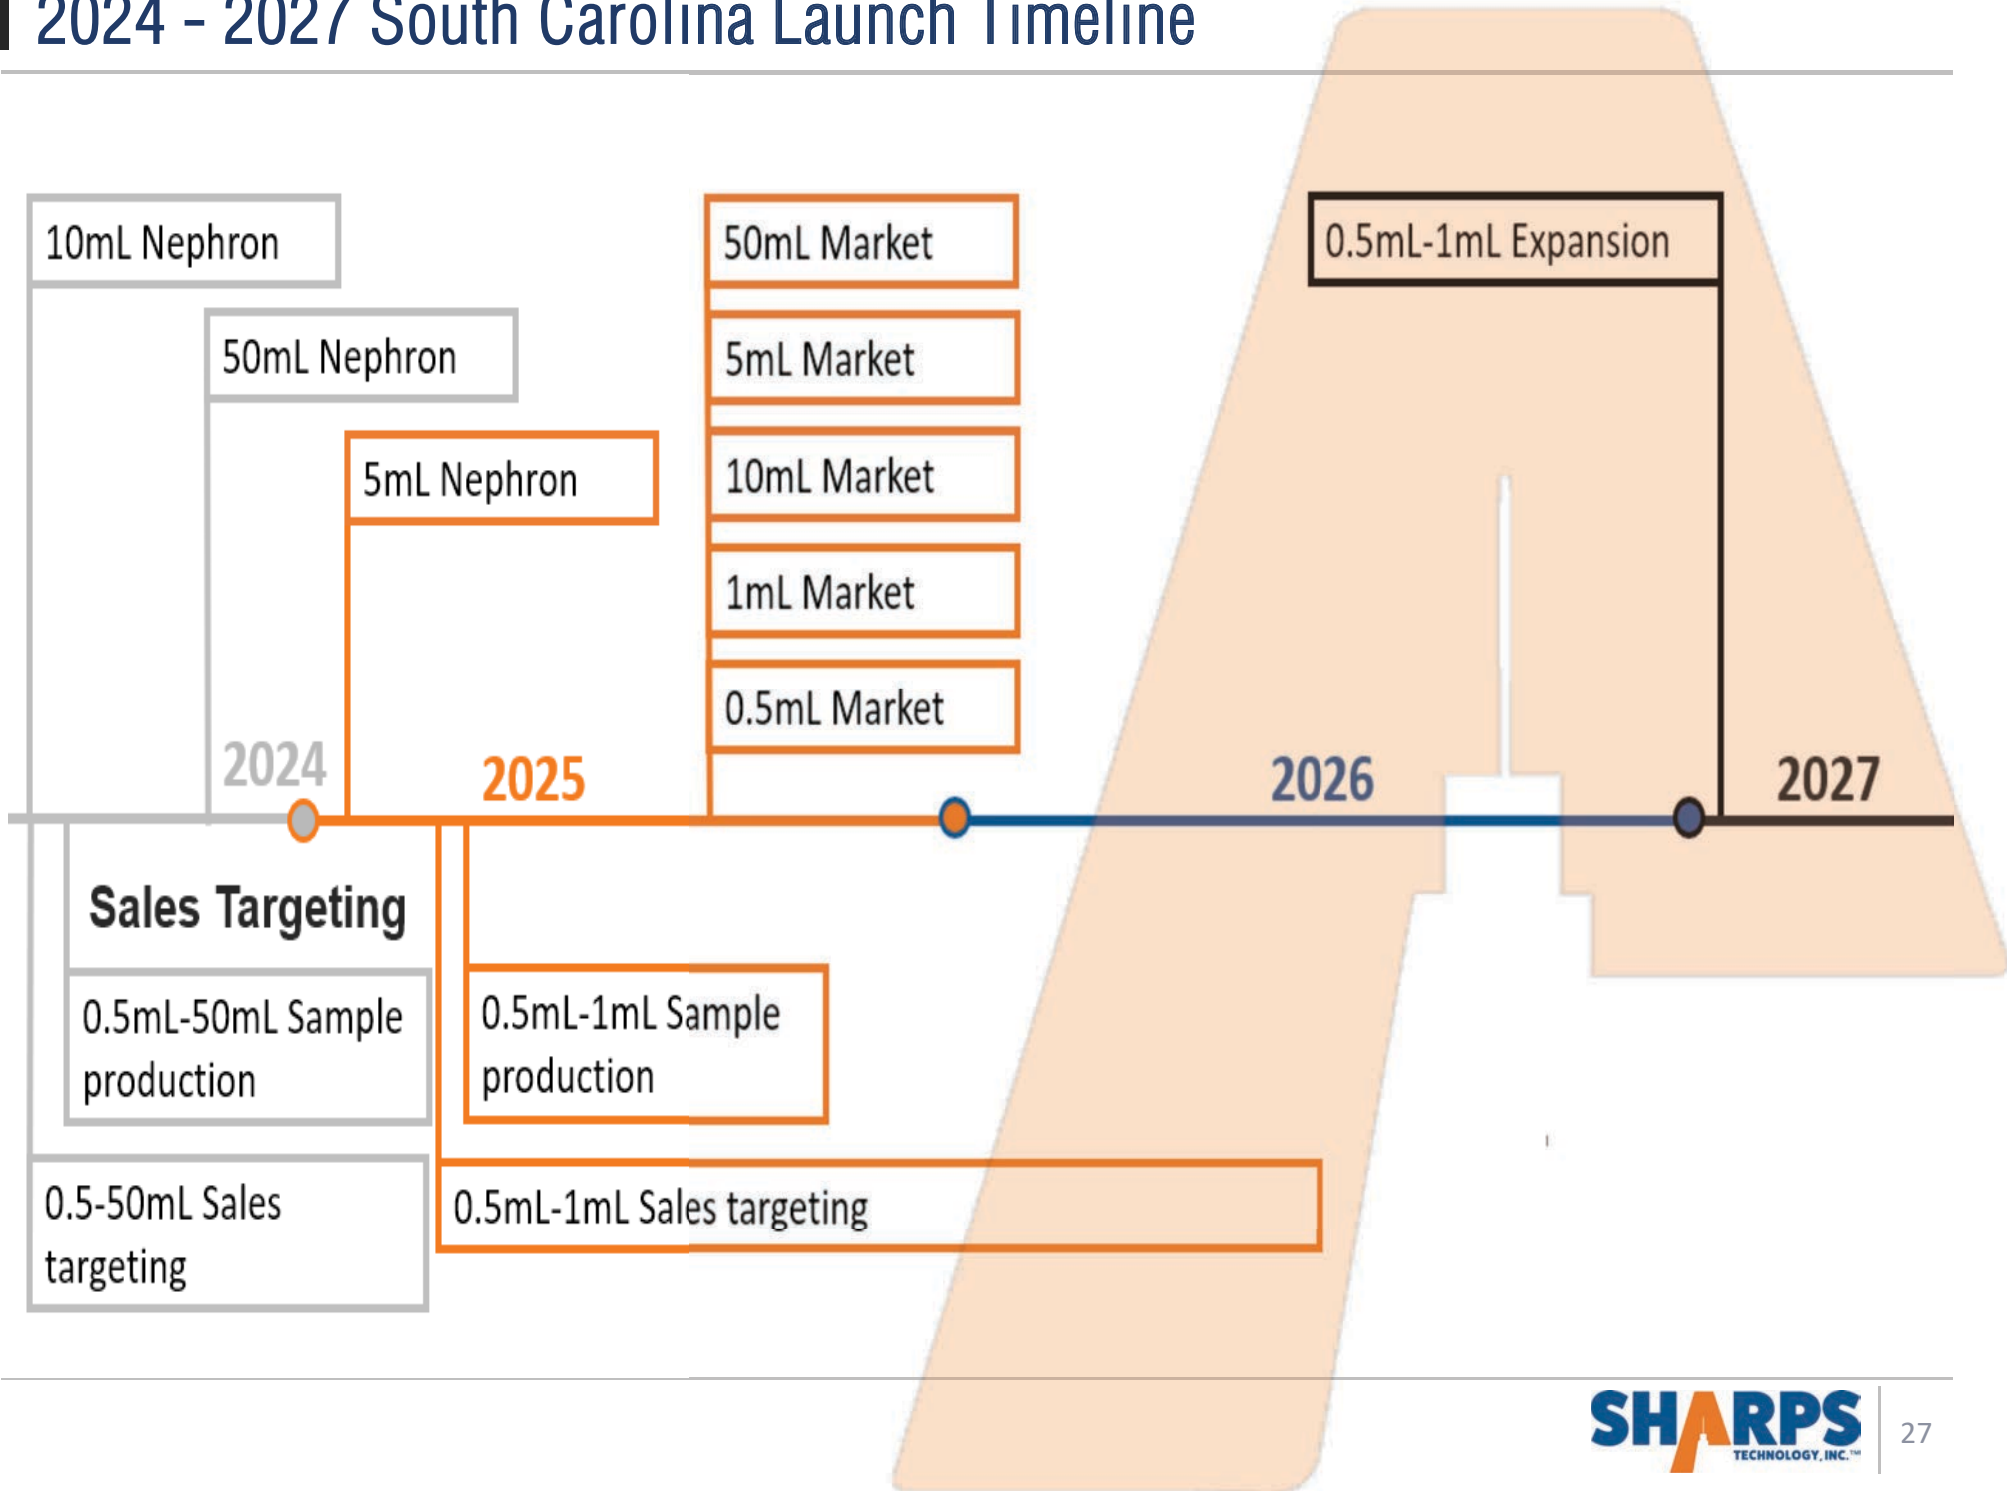 2024 - 2027 South Carolina Launch Timeline
10mL Nephron
50mL Nephron
5mL Nephron
50mL Market
5mL Market
10mL Market
1mL Market
0.5mL Market
0.5mL-1mL Expansion
2024
2025
2026
2027
Sales Targeting
0.5mL-50mL Sample
production
0.5mL-1mL Sample
production
0.5-50mL Sales
targeting
0.5mL-1mL Sales targeting
SHARPS
TECHNOLOGY, INC.™
27